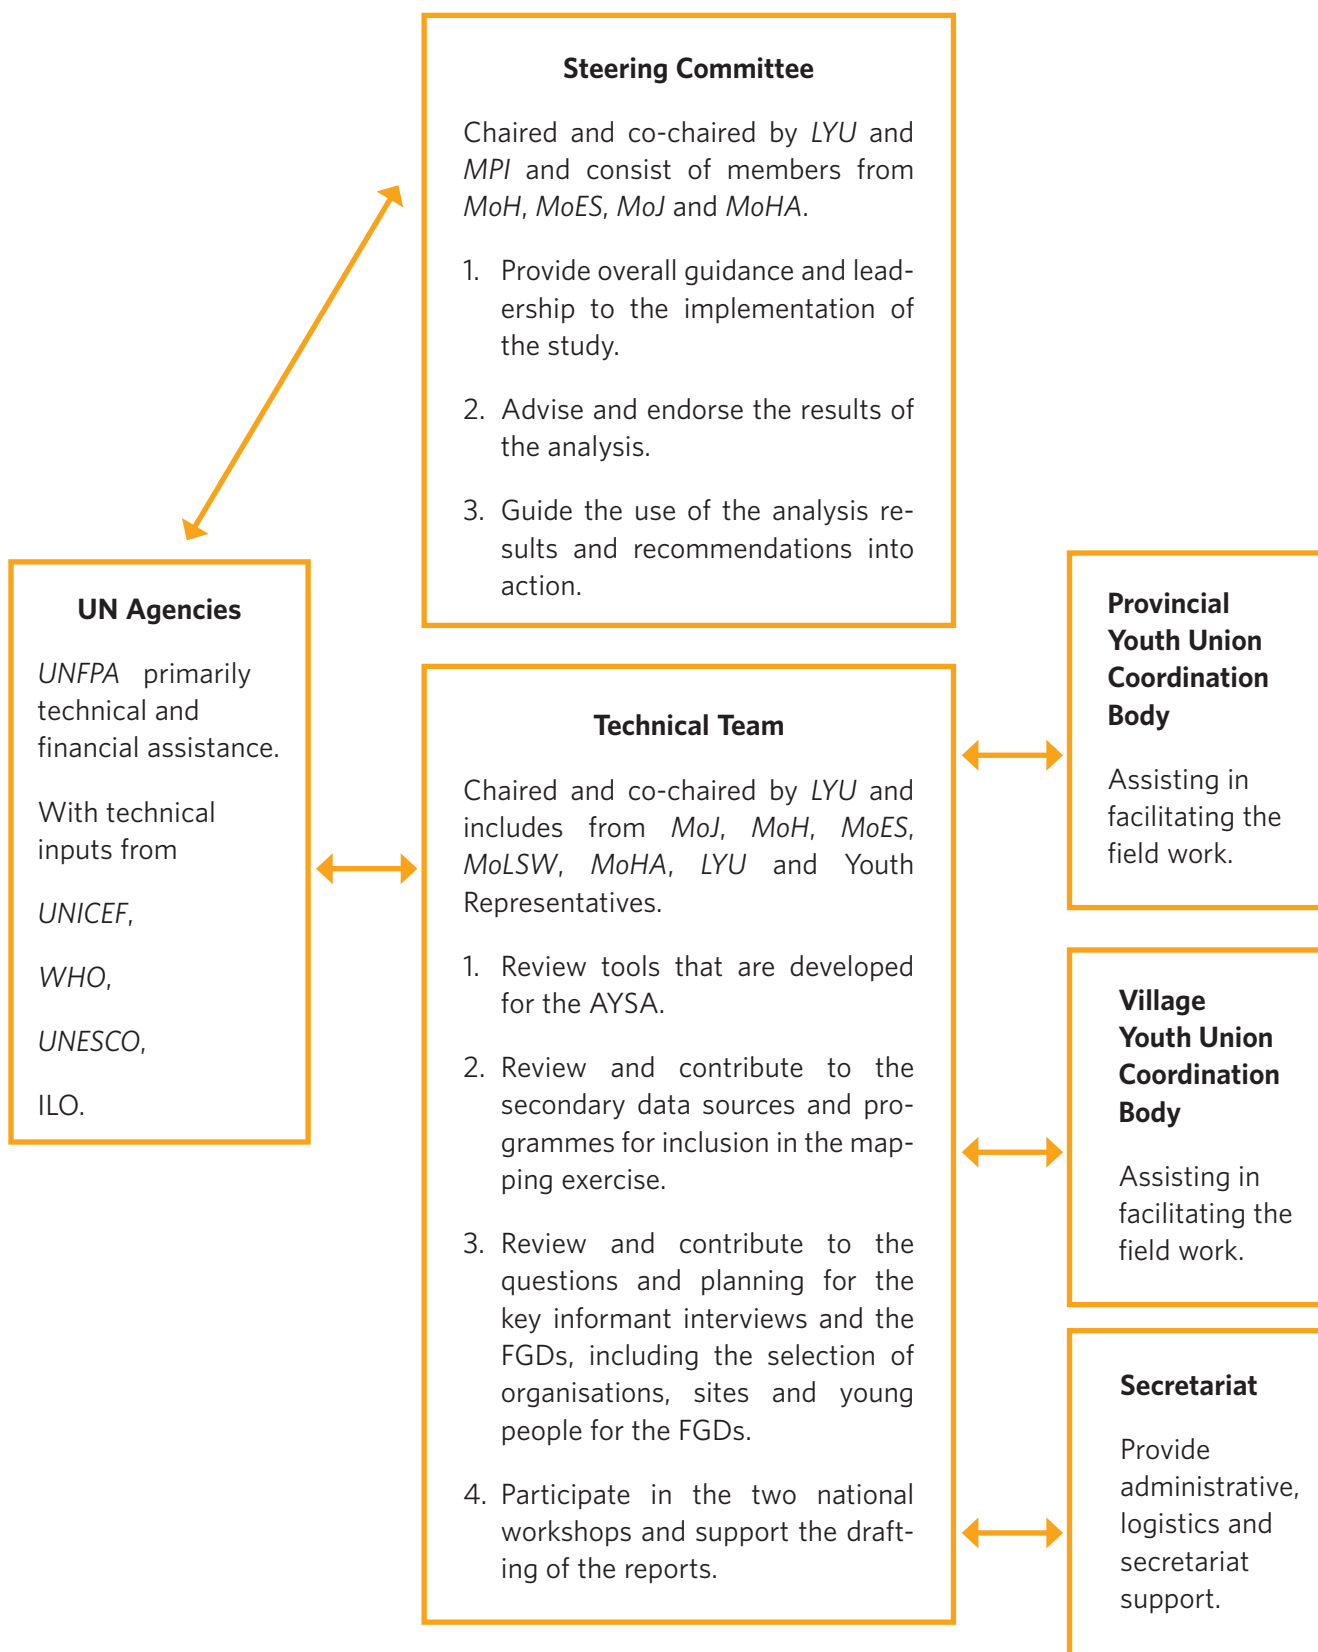 Steering Committee
Chaired and co-chaired by LYU and
MPI and consist of members from
MoH, MoES, MoJ and MoHA.
1. Provide overall guidance and lead-
ership to the implementation of
the study.
2. Advise and endorse the results of
the analysis.
3. Guide the use of the analysis re-
sults and recommendations into
action.
UN Agencies
UNFPA primarily
technical and
financial assistance.
With technical
inputs from
UNICEF,
WHO,
UNESCO,
ILO.
Technical Team
Chaired and co-chaired by LYU and
includes from MoJ, MoH, MoES,
MoLSW, MoHA, LYU and Youth
Representatives.
1. Review tools that are developed
for the AYSA.
2. Review and contribute to the
secondary data sources and pro-
grammes for inclusion in the map-
ping exercise.
3. Review and contribute to the
questions and planning for the
key informant interviews and the
FGDs, including the selection of
organisations, sites and young
people for the FGDs.
4. Participate in the two national
workshops and support the draft-
ing of the reports.
Provincial
Youth Union
Coordination
Body
Assisting in
facilitating the
field work.
Village
Youth Union
Coordination
Body
Assisting in
facilitating the
field work.
Secretariat
Provide
administrative,
logistics and
secretariat
support.